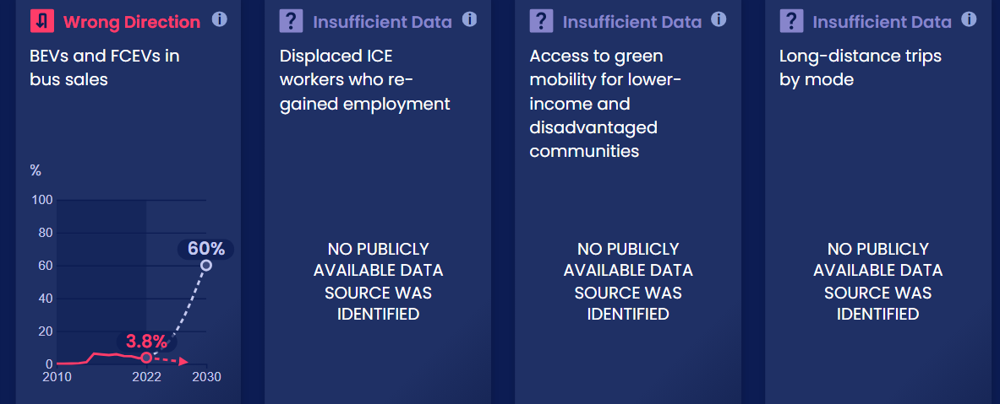 Wrong Direction
BEVs and FCEVs in
bus sales
%
100
80
60%
60
40
20
3.8%
0
2010
2022
2030
Insufficient Data
Displaced ICE
workers who re-
gained employment
NO PUBLICLY
AVAILABLE DATA
SOURCE WAS
IDENTIFIED
Insufficient Data
Access to green
mobility for lower-
income and
disadvantaged
communities
NO PUBLICLY
AVAILABLE DATA
SOURCE WAS
IDENTIFIED
Insufficient Data
Long-distance trips
by mode
NO PUBLICLY
AVAILABLE DATA
SOURCE WAS
IDENTIFIED